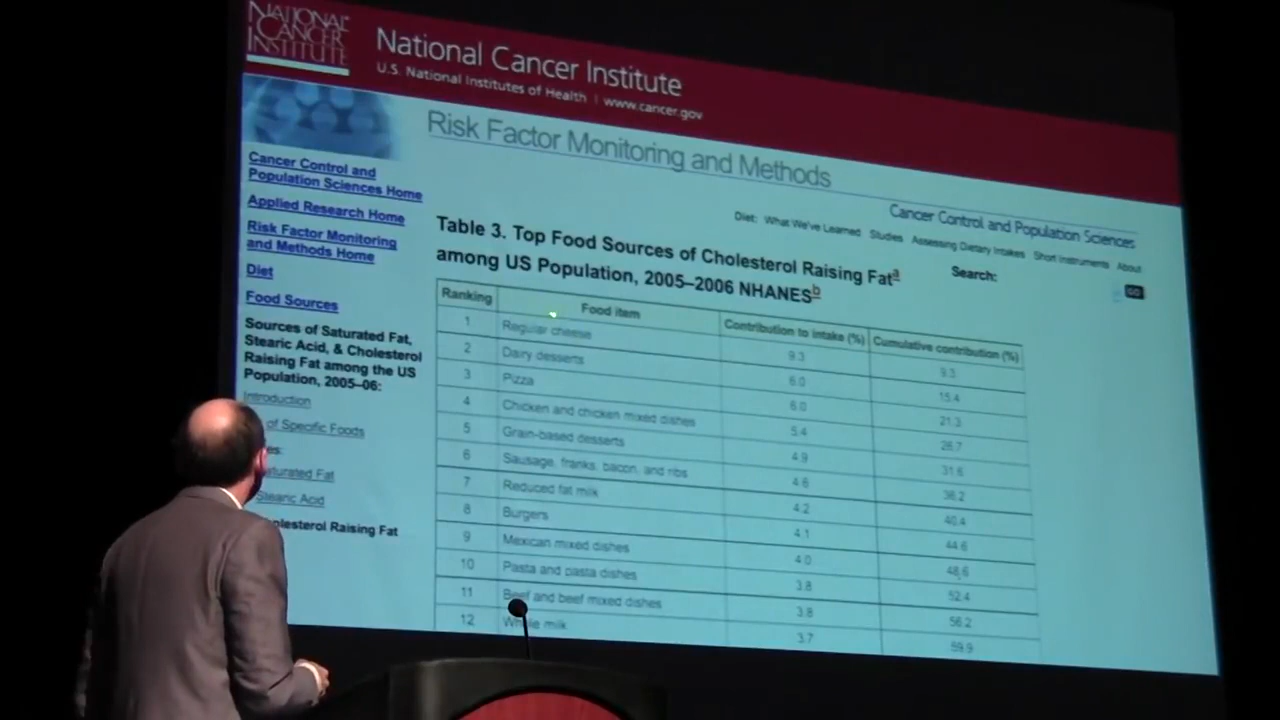 NATIONAL
CANCER
INSTITUTE
National Cancer Institute
U.S. National Institutes of Health | www.cancer.gov
Risk Factor Monitoring and Methods
Cancer Control and Population Sciences
Diet: What We've Learned Studies Assessing Dietary Intakes Short Instruments About
Search:
GO
Cancer Control and
Population Sciences Home
Applied Research Home
Risk Factor Monitoring
and Methods Home
Diet
Food Sources
Sources of Saturated Fat,
Stearic Acid, & Cholesterol
Raising Fat among the US
Population, 2005–06:
Introduction
of Specific Foods
es:
aturated Fat
Stearic Acid
olesterol Raising Fat
Table 3. Top Food Sources of Cholesterol Raising Fat a
among US Population, 2005–2006 NHANES b
Ranking Food item Contribution to intake (%) Cumulative contribution (%)
1 Regular cheese 9.3 9.3
2 Dairy desserts 6.0 15.4
3 Pizza 6.0 21.3
4 Chicken and chicken mixed dishes 5.4 26.7
5 Grain-based desserts 4.9 31.6
6 Sausage, franks, bacon, and ribs 4.6 36.2
7 Reduced fat milk 4.2 40.4
8 Burgers 4.1 44.6
9 Mexican mixed dishes 4.0 48.6
10 Pasta and pasta dishes 3.8 52.4
11 Beef and beef mixed dishes 3.8 56.2
12 Whole milk 3.7 59.9